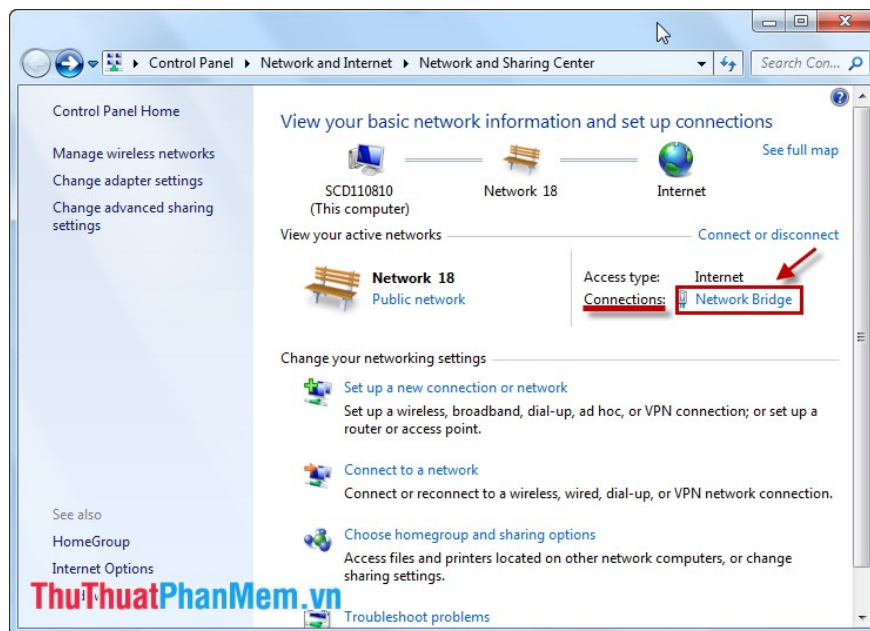 Control Panel Network and Internet Network and Sharing Center
Search Con...
Control Panel Home
Manage wireless networks
Change adapter settings
Change advanced sharing
settings
View your basic network information and set up connections
See full map
SCD110810
(This computer)
Network 18
Internet
View your active networks
Connect or disconnect
Network 18
Public network
Access type: Internet
Connections: Network Bridge
Change your networking settings
Set up a new connection or network
Set up a wireless, broadband, dial-up, ad hoc, or VPN connection; or set up a
router or access point.
Connect to a network
Connect or reconnect to a wireless, wired, dial-up, or VPN network connection.
Choose homegroup and sharing options
Access files and printers located on other network computers, or change
sharing settings.
Troubleshoot problems
See also
HomeGroup
Internet Options
ThuThuatPhanMem.vn